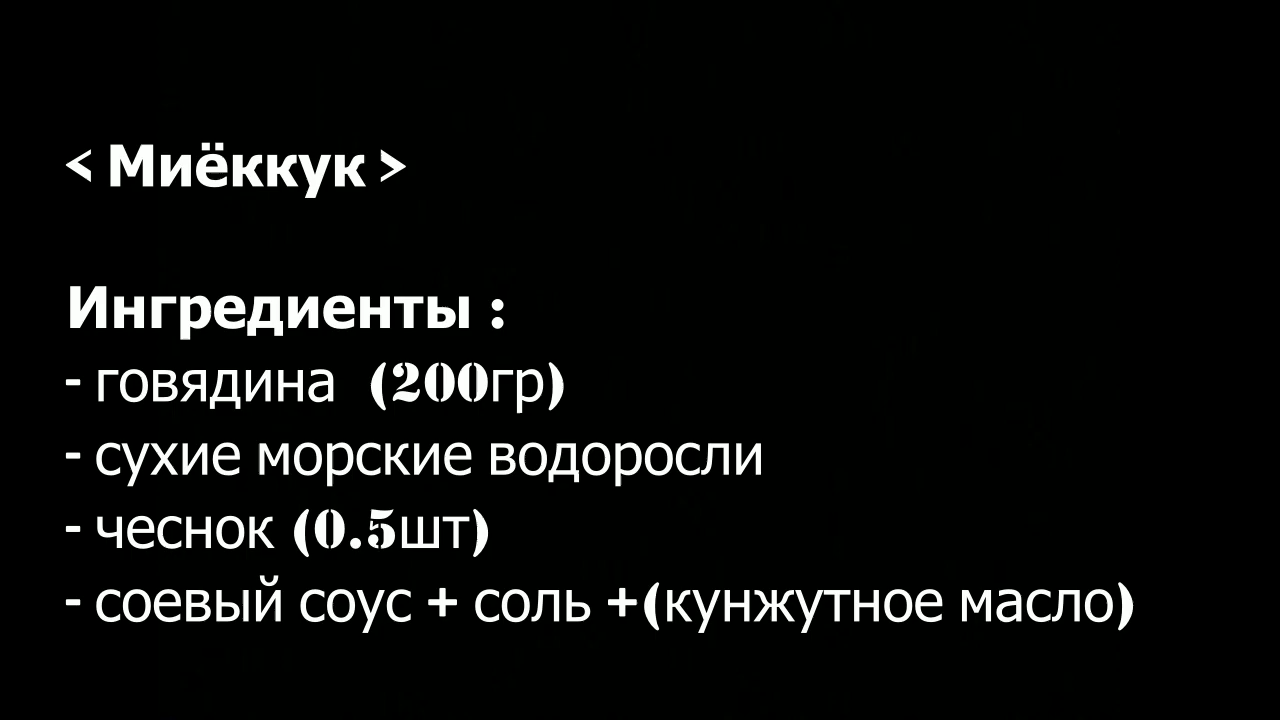 < Миёккук >
Ингредиенты :
- говядина (200гр)
- сухие морские водоросли
- чеснок (0.5шт)
- соевый соус + соль +(кунжутное масло)